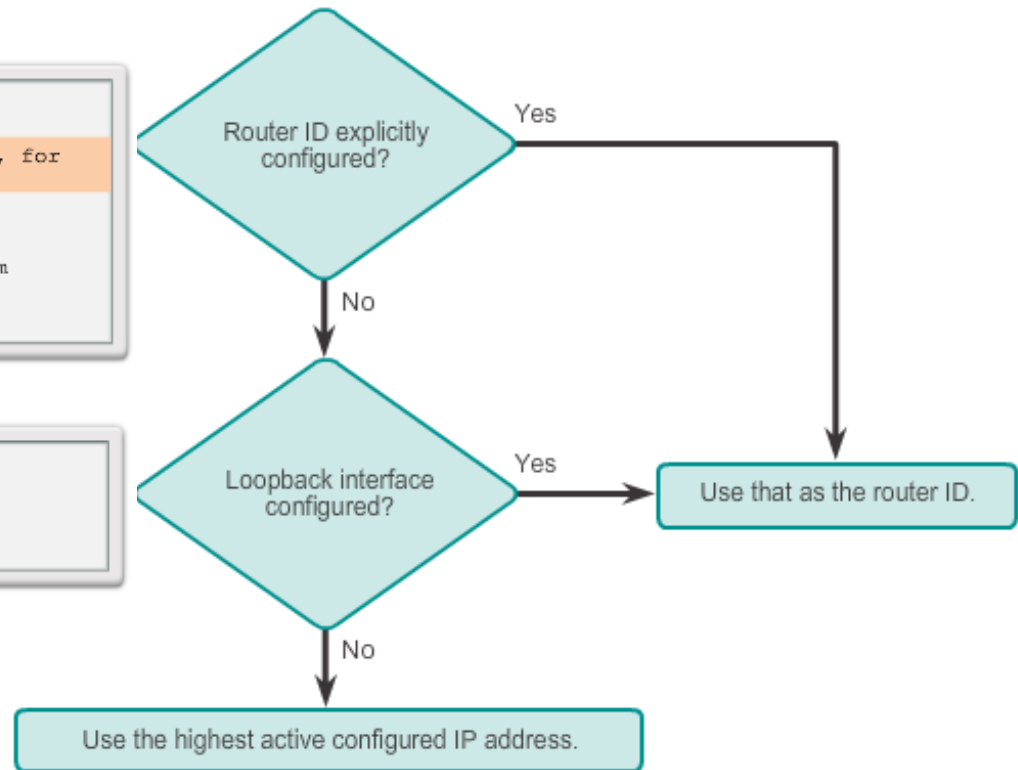 Router ID explicitly
configured?
Yes
, for
n
No
Loopback interface
configured?
Yes
Use that as the router ID.
No
Use the highest active configured IP address.